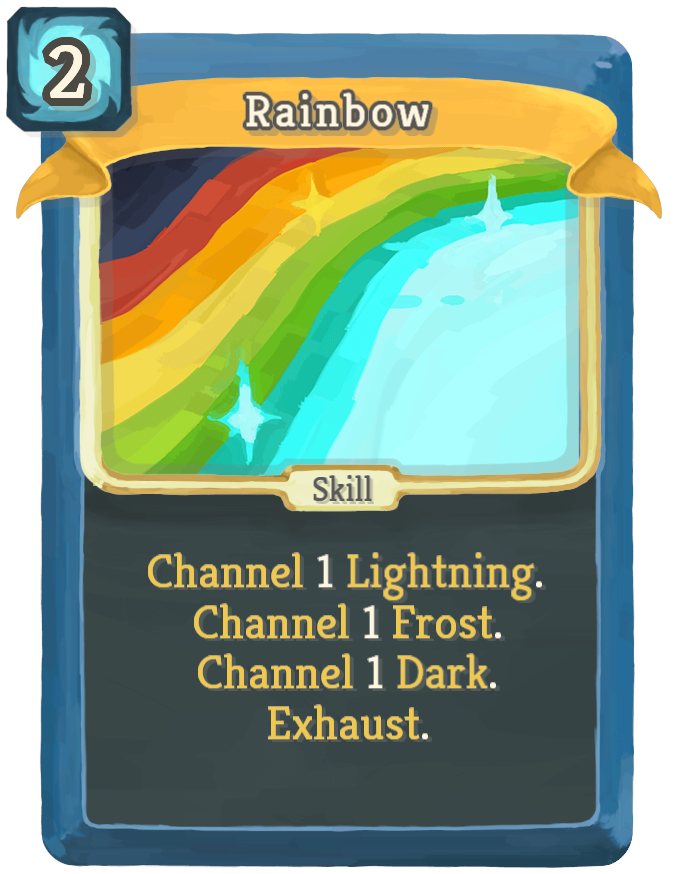 2
Rainbow
Skill
Channel 1 Lightning.
Channel 1 Frost.
Channel 1 Dark.
Exhaust.